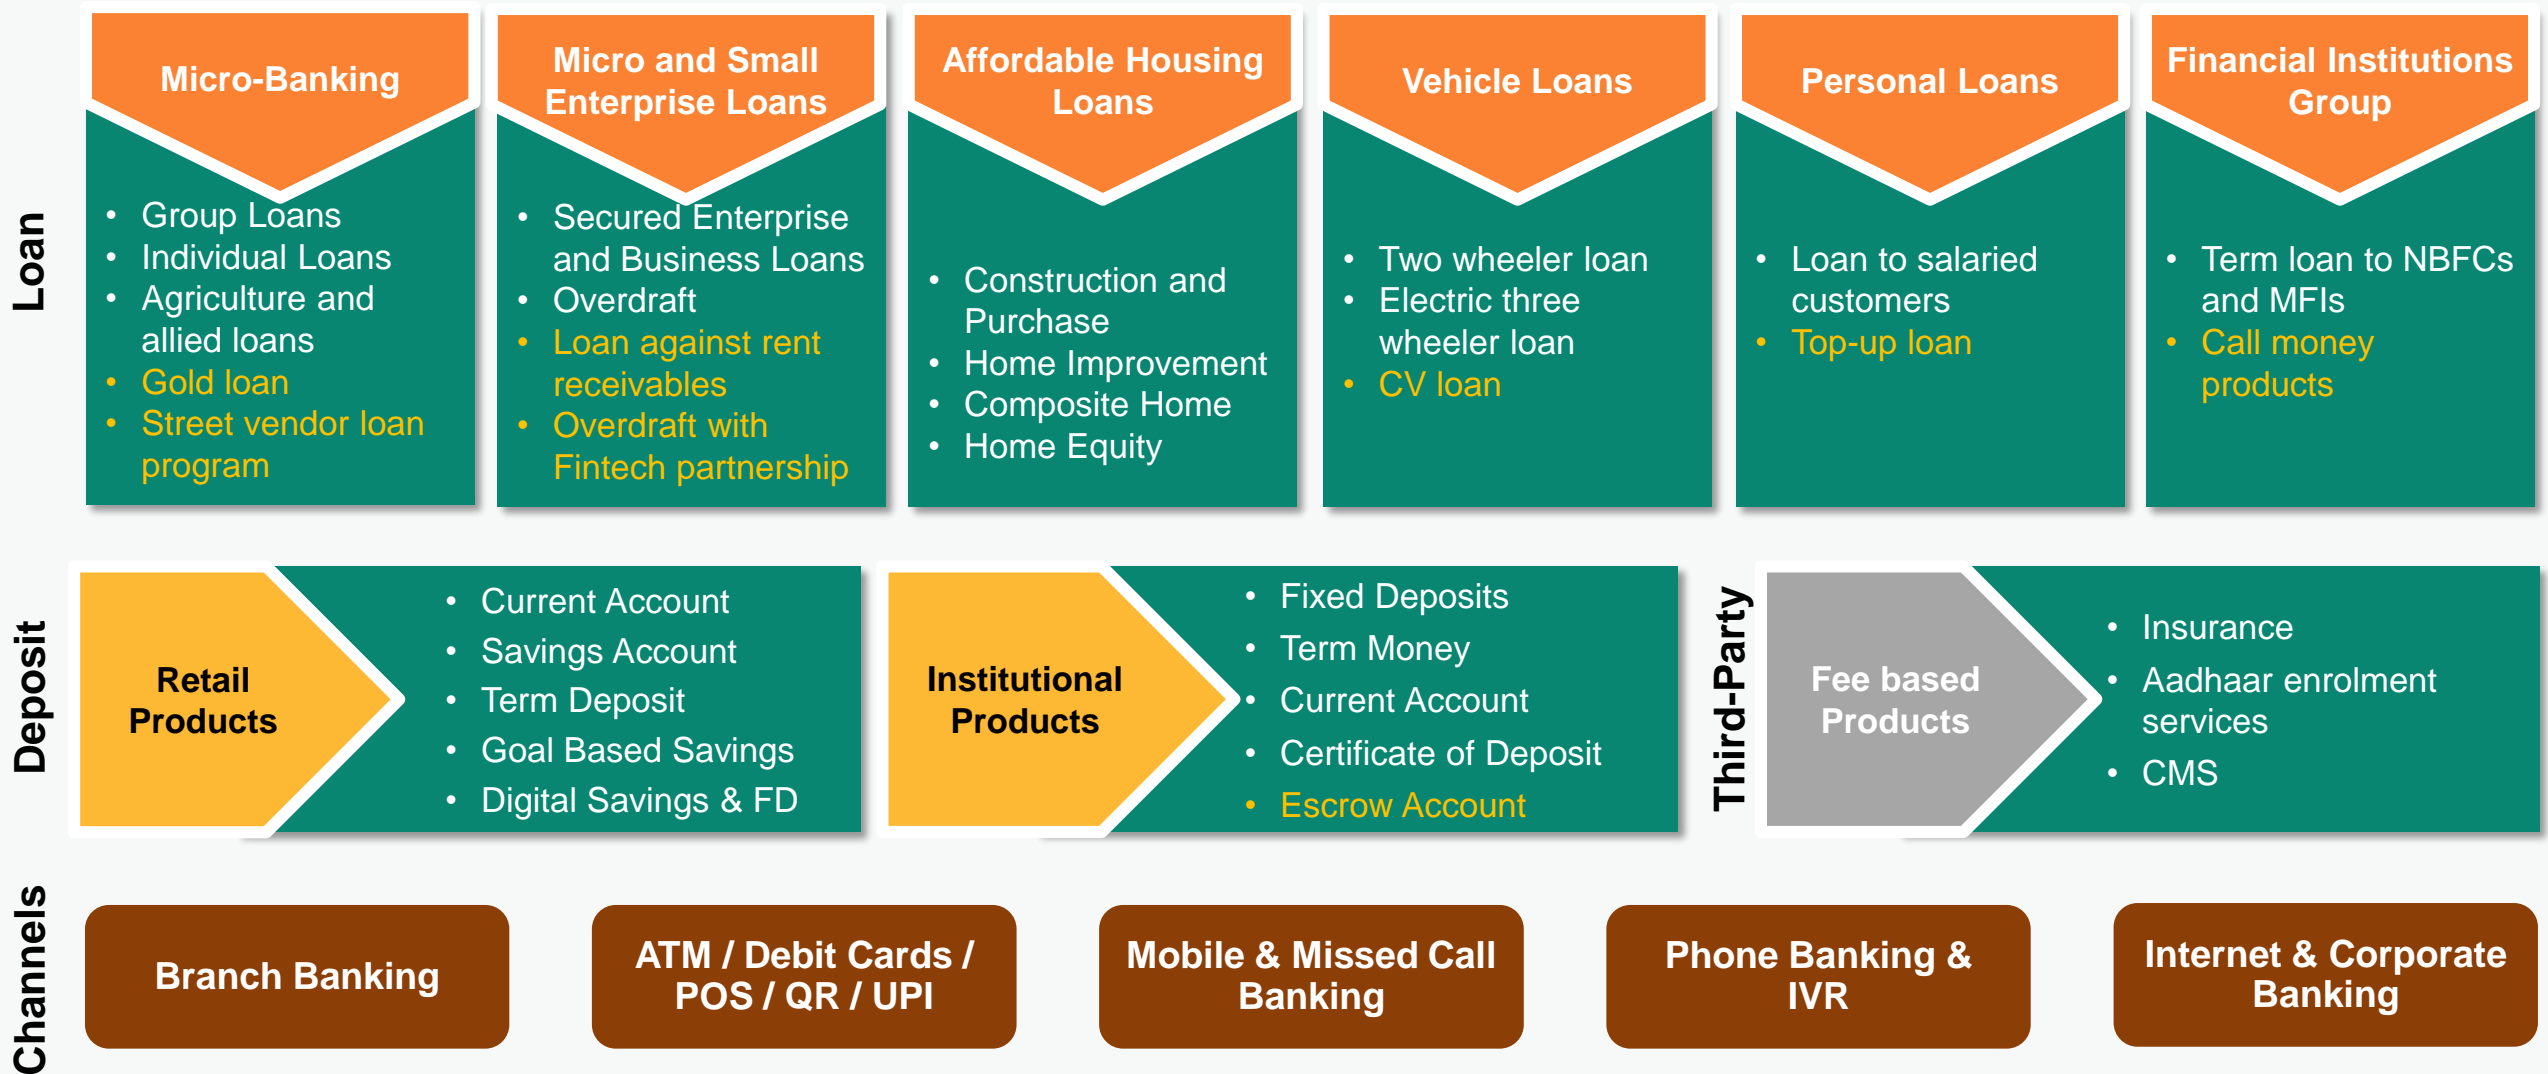 Loan
Micro-Banking
• Group Loans
• Individual Loans
• Agriculture and
allied loans
• Gold loan
• Street vendor loan
program
Micro and Small
Enterprise Loans
• Secured Enterprise
and Business Loans
• Overdraft
• Loan against rent
receivables
• Overdraft with
Fintech partnership
Affordable Housing
Loans
• Construction and
Purchase
• Home Improvement
• Composite Home
• Home Equity
Vehicle Loans
• Two wheeler loan
• Electric three
wheeler loan
• CV loan
Personal Loans
• Loan to salaried
customers
• Top-up loan
Financial Institutions
Group
• Term loan to NBFCs
and MFIs
• Call money
products
Deposit
Retail
Products
• Current Account
• Savings Account
• Term Deposit
• Goal Based Savings
• Digital Savings & FD
Institutional
Products
• Fixed Deposits
• Term Money
• Current Account
• Certificate of Deposit
• Escrow Account
Third-Party
Fee based
Products
• Insurance
• Aadhaar enrolment
services
• CMS
Channels
Branch Banking
ATM / Debit Cards /
POS / QR / UPI
Mobile & Missed Call
Banking
Phone Banking &
IVR
Internet & Corporate
Banking